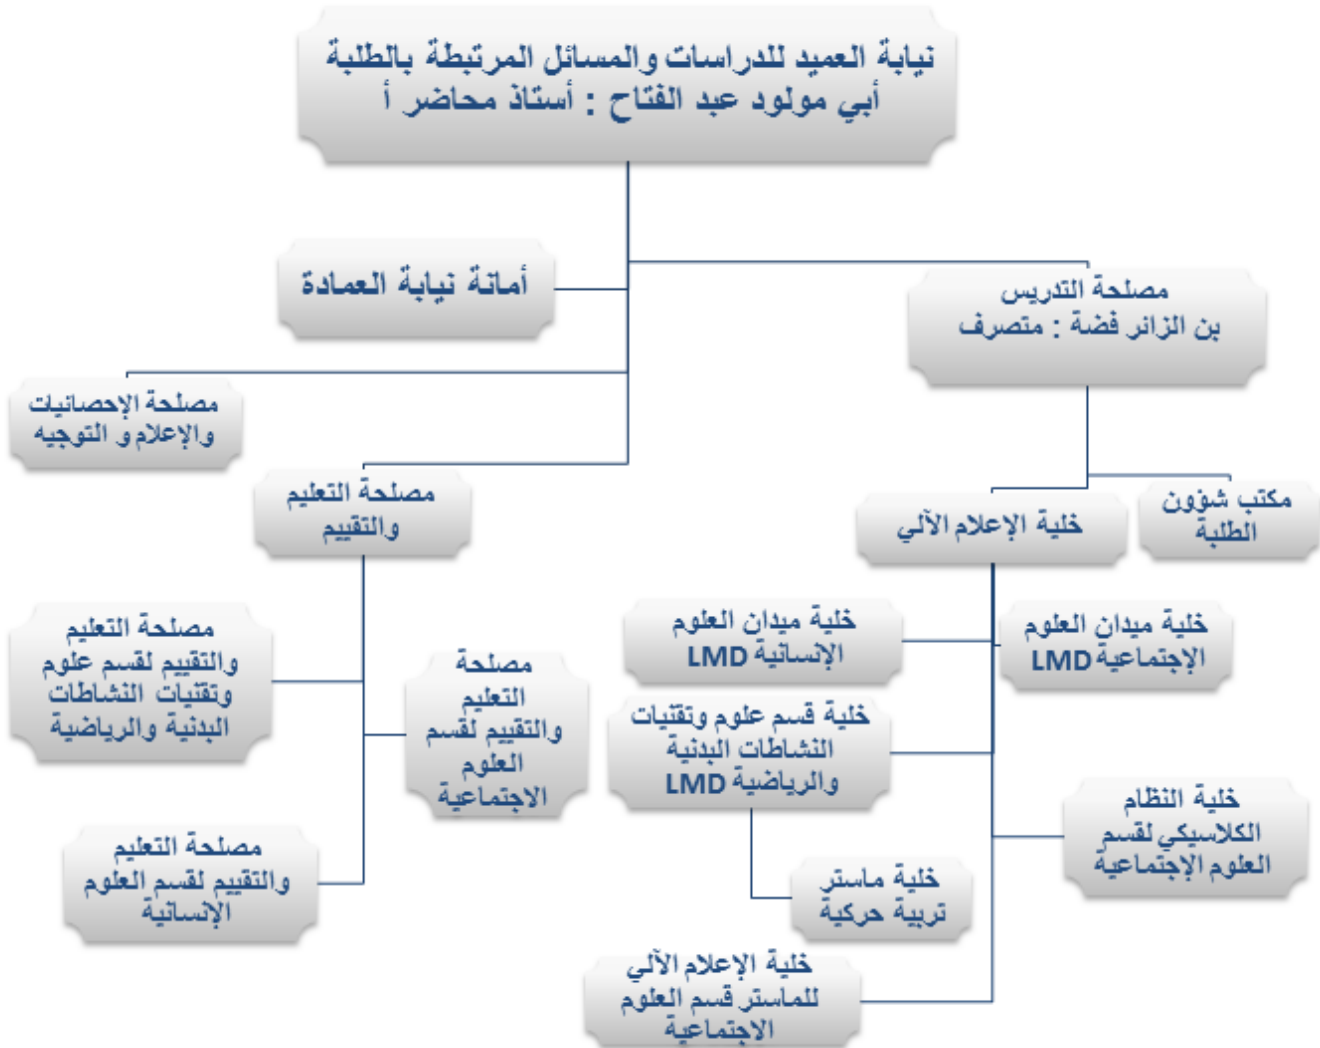 نيابة العميد للدراسات والمسائل المرتبطة بالطلبة
أبي مولود عبد الفتاح : أستاذ محاضر أ
أمانة نيابة العمادة
مصلحة التدريس
بن الزائر فضة : متصرف
مصلحة الإحصائيات
والإعلام و التوجيه
مصلحة التعليم
والتقييم
خلية الإعلام الآلي
مكتب شؤون
الطلبة
خلية ميدان العلوم
الإجتماعية LMD
خلية ميدان العلوم
الإنسانية LMD
مصلحة التعليم
والتقييم لقسم علوم
وتقنيات النشاطات
البدنية والرياضية
مصلحة
التعليم
والتقييم لقسم
العلوم
الاجتماعية
خلية قسم علوم وتقنيات
النشاطات البدنية
والرياضية LMD
خلية النظام
الكلاسيكي لقسم
العلوم الإجتماعية
مصلحة التعليم
والتقييم لقسم العلوم
الإنسانية
خلية ماستر
تربية حركية
خلية الإعلام الآلي
للماستر قسم العلوم
الاجتماعية